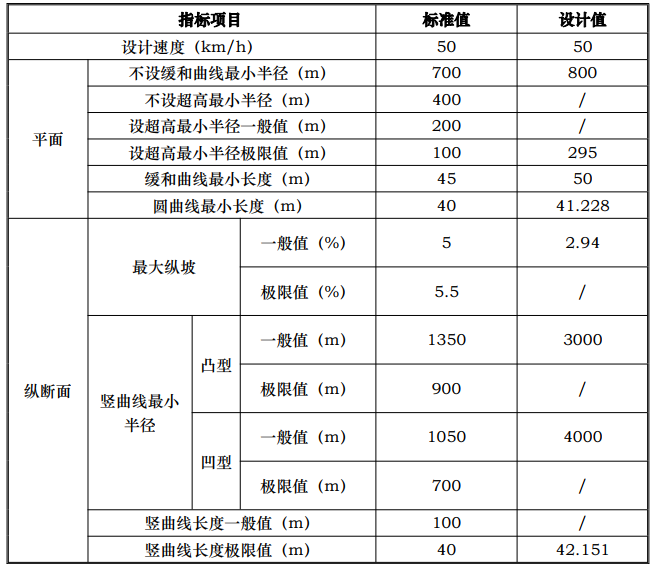 指标项目 标准值 设计值
设计速度（km/h） 50 50
平面
不设缓和曲线最小半径（m） 700 800
不设超高最小半径（m） 400 /
设超高最小半径一般值（m） 200 /
设超高最小半径极限值（m） 100 295
缓和曲线最小长度（m） 45 50
圆曲线最小长度（m） 40 41.228
纵断面
最大纵坡
一般值（%） 5 2.94
极限值（%） 5.5 /
竖曲线最小
半径
凸型
一般值（m） 1350 3000
极限值（m） 900 /
凹型
一般值（m） 1050 4000
极限值（m） 700 /
竖曲线长度一般值（m） 100 /
竖曲线长度极限值（m） 40 42.151